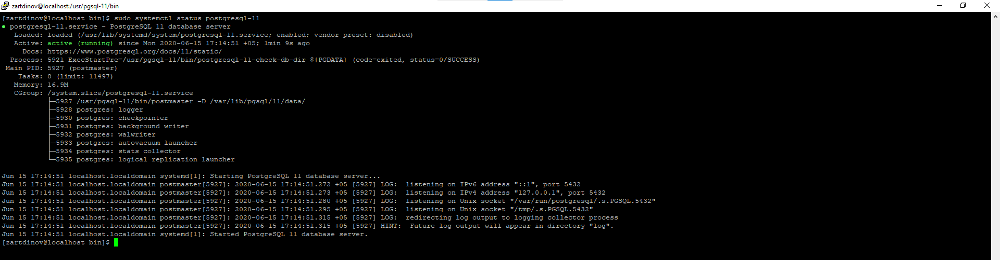 zartdinov@localhost:/usr/pgsql-11/bin
[zartdinov@localhost bin]$ sudo systemctl status postgresql-11
● postgresql-11.service - PostgreSQL 11 database server
   Loaded: loaded (/usr/lib/systemd/system/postgresql-11.service; enabled; vendor preset: disabled)
   Active: active (running) since Mon 2020-06-15 17:14:51 +05; 1min 9s ago
     Docs: https://www.postgresql.org/docs/11/static/
  Process: 5921 ExecStartPre=/usr/pgsql-11/bin/postgresql-11-check-db-dir ${PGDATA} (code=exited, status=0/SUCCESS)
 Main PID: 5927 (postmaster)
    Tasks: 8 (limit: 11497)
   Memory: 16.9M
   CGroup: /system.slice/postgresql-11.service
           ├─5927 /usr/pgsql-11/bin/postmaster -D /var/lib/pgsql/11/data/
           ├─5928 postgres: logger
           ├─5930 postgres: checkpointer
           ├─5931 postgres: background writer
           ├─5932 postgres: walwriter
           ├─5933 postgres: autovacuum launcher
           ├─5934 postgres: stats collector
           └─5935 postgres: logical replication launcher
Jun 15 17:14:51 localhost.localdomain systemd[1]: Starting PostgreSQL 11 database server...
Jun 15 17:14:51 localhost.localdomain postmaster[5927]: 2020-06-15 17:14:51.272 +05 [5927] LOG:  listening on IPv6 address "::1", port 5432
Jun 15 17:14:51 localhost.localdomain postmaster[5927]: 2020-06-15 17:14:51.273 +05 [5927] LOG:  listening on IPv4 address "127.0.0.1", port 5432
Jun 15 17:14:51 localhost.localdomain postmaster[5927]: 2020-06-15 17:14:51.280 +05 [5927] LOG:  listening on Unix socket "/var/run/postgresql/.s.PGSQL.5432"
Jun 15 17:14:51 localhost.localdomain postmaster[5927]: 2020-06-15 17:14:51.295 +05 [5927] LOG:  listening on Unix socket "/tmp/.s.PGSQL.5432"
Jun 15 17:14:51 localhost.localdomain postmaster[5927]: 2020-06-15 17:14:51.315 +05 [5927] LOG:  redirecting log output to logging collector process
Jun 15 17:14:51 localhost.localdomain postmaster[5927]: 2020-06-15 17:14:51.315 +05 [5927] HINT:  Future log output will appear in directory "log".
Jun 15 17:14:51 localhost.localdomain systemd[1]: Started PostgreSQL 11 database server.
[zartdinov@localhost bin]$